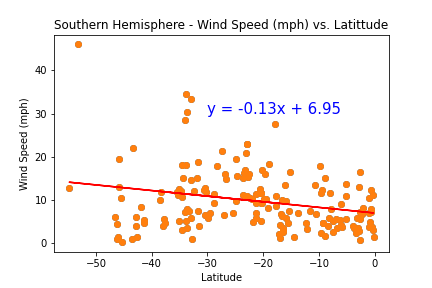 Southern Hemisphere - Wind Speed (mph) vs. Latittude
40
30
20
10
0
Wind Speed (mph)
y = -0.13x + 6.95
−50 −40 −30 −20 −10 0
Latitude